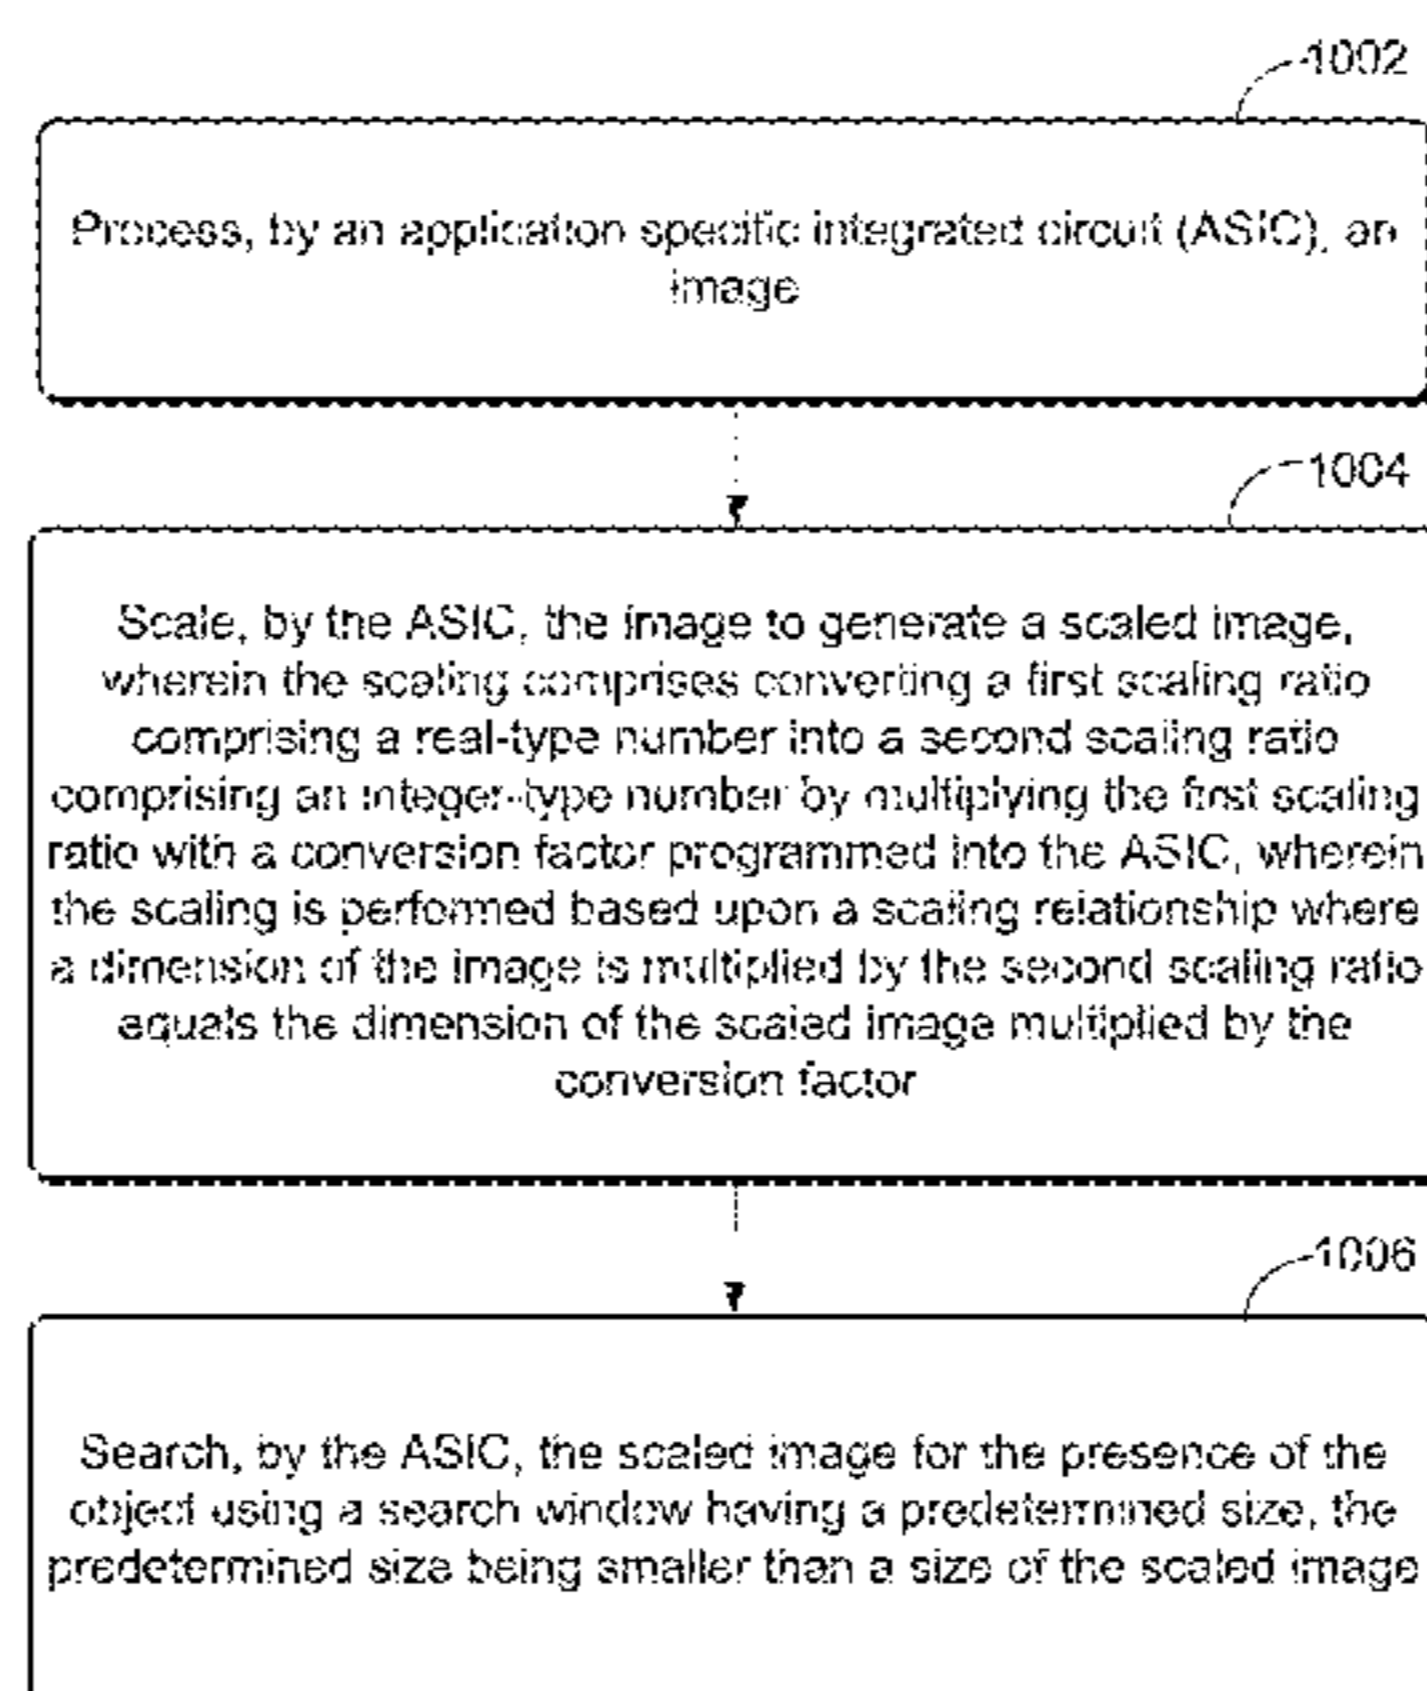 1002
Process, by an application specific integrated circuit (ASIC), an
image
1004
Scale, by the ASIC, the image to generate a scaled image,
wherein the scaling comprises converting a first scaling ratio
comprising a real-type number into a second scaling ratio
comprising an integer-type number by multiplying the first scaling
ratio with a conversion factor programmed into the ASIC, wherein
the scaling is performed based upon a scaling relationship where
a dimension of the image is multiplied by the second scaling ratio
equals the dimension of the scaled image multiplied by the
conversion factor
1006
Search, by the ASIC, the scaled image for the presence of the
object using a search window having a predetermined size, the
predetermined size being smaller than a size of the scaled image